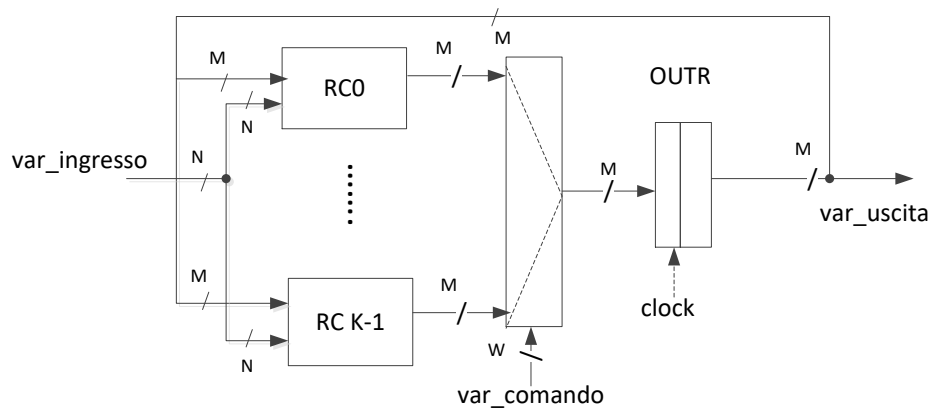 M
M
M
RC0
M
OUTR
N
var_ingresso
N
M
M
var_uscita
M
RC K-1
M
clock
N
W
var_comando